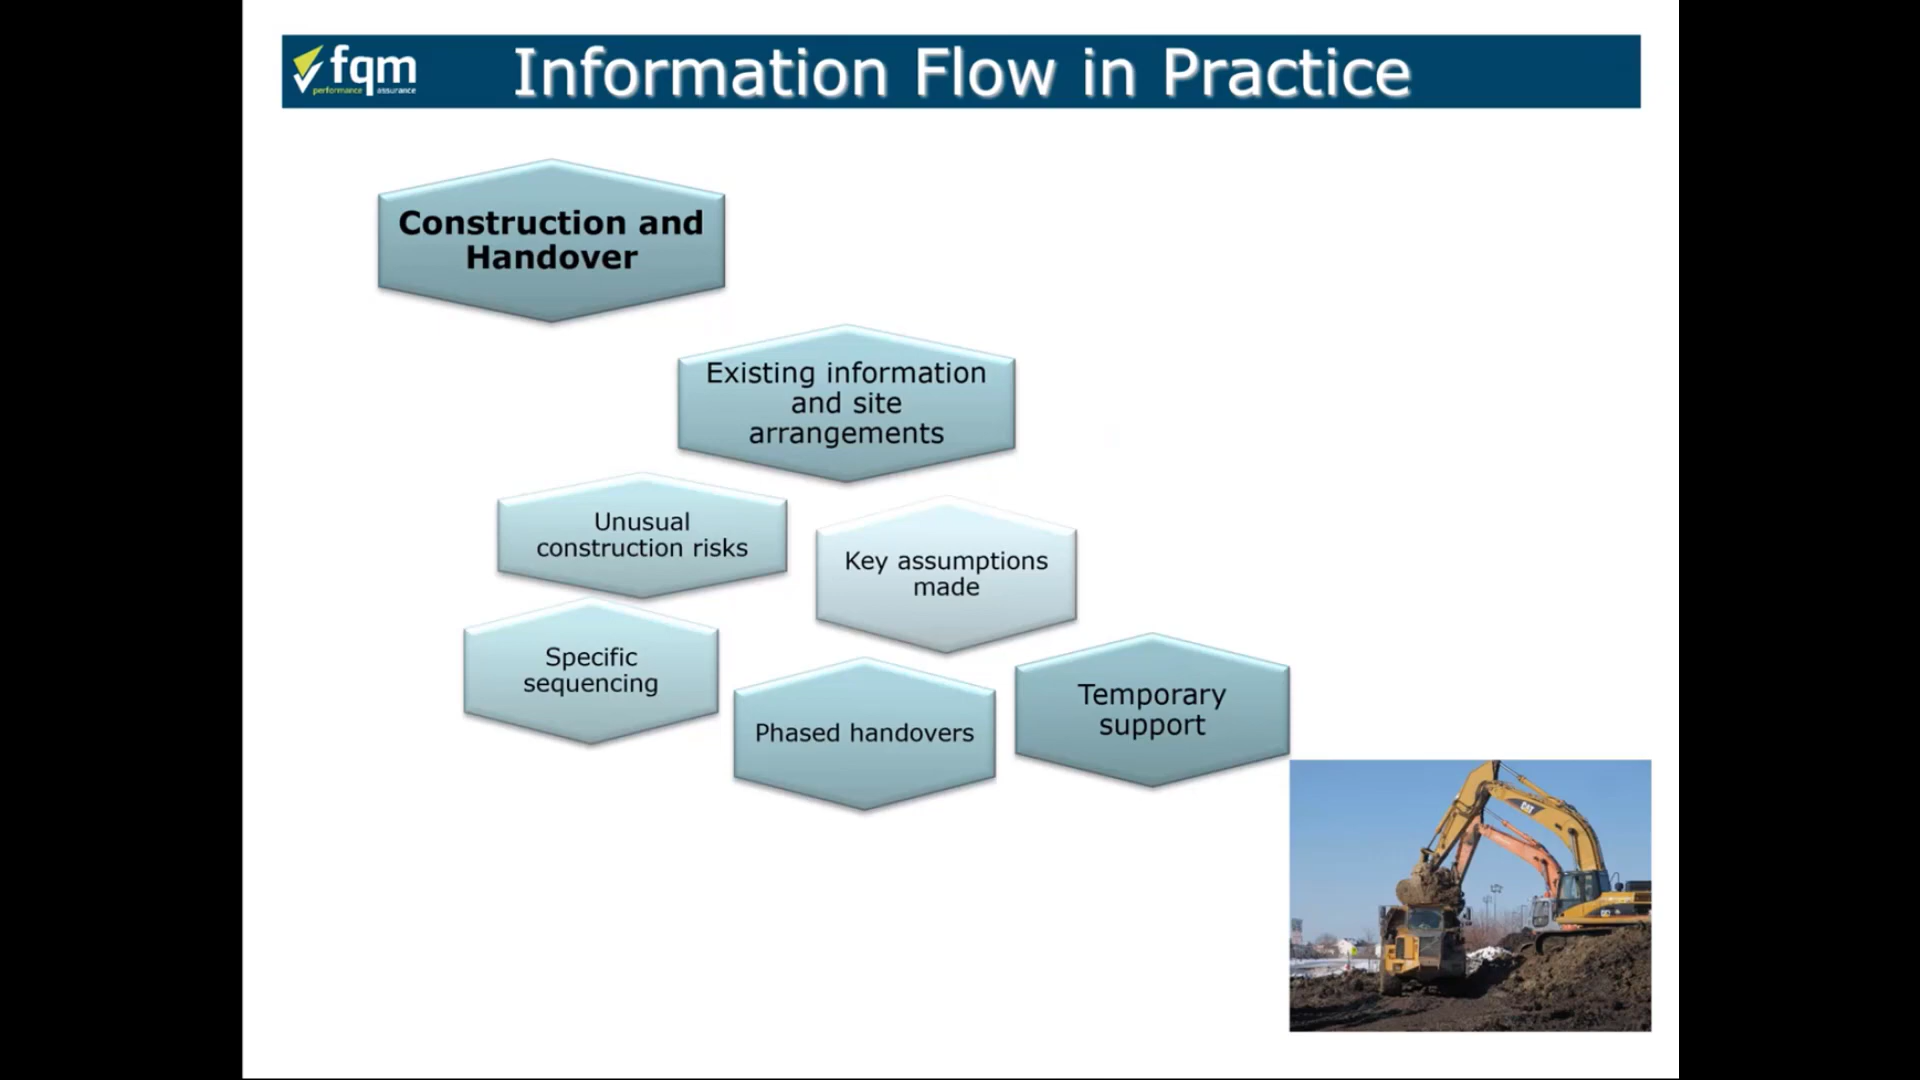 fqm
performance assurance
Information Flow in Practice
Construction and
Handover
Existing information
and site
arrangements
Unusual
construction risks
Key assumptions
made
Specific
sequencing
Phased handovers
Temporary
support
CAT